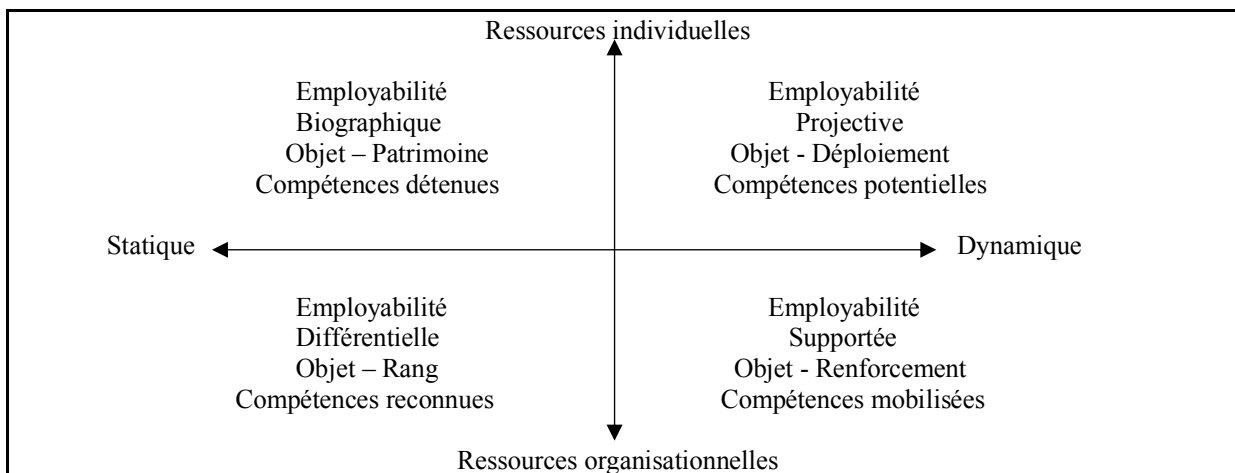 Ressources individuelles
Employabilité
Biographique
Objet – Patrimoine
Compétences détenues
Employabilité
Projective
Objet - Déploiement
Compétences potentielles
Statique
Dynamique
Employabilité
Différentielle
Objet – Rang
Compétences reconnues
Employabilité
Supportée
Objet - Renforcement
Compétences mobilisées
Ressources organisationnelles